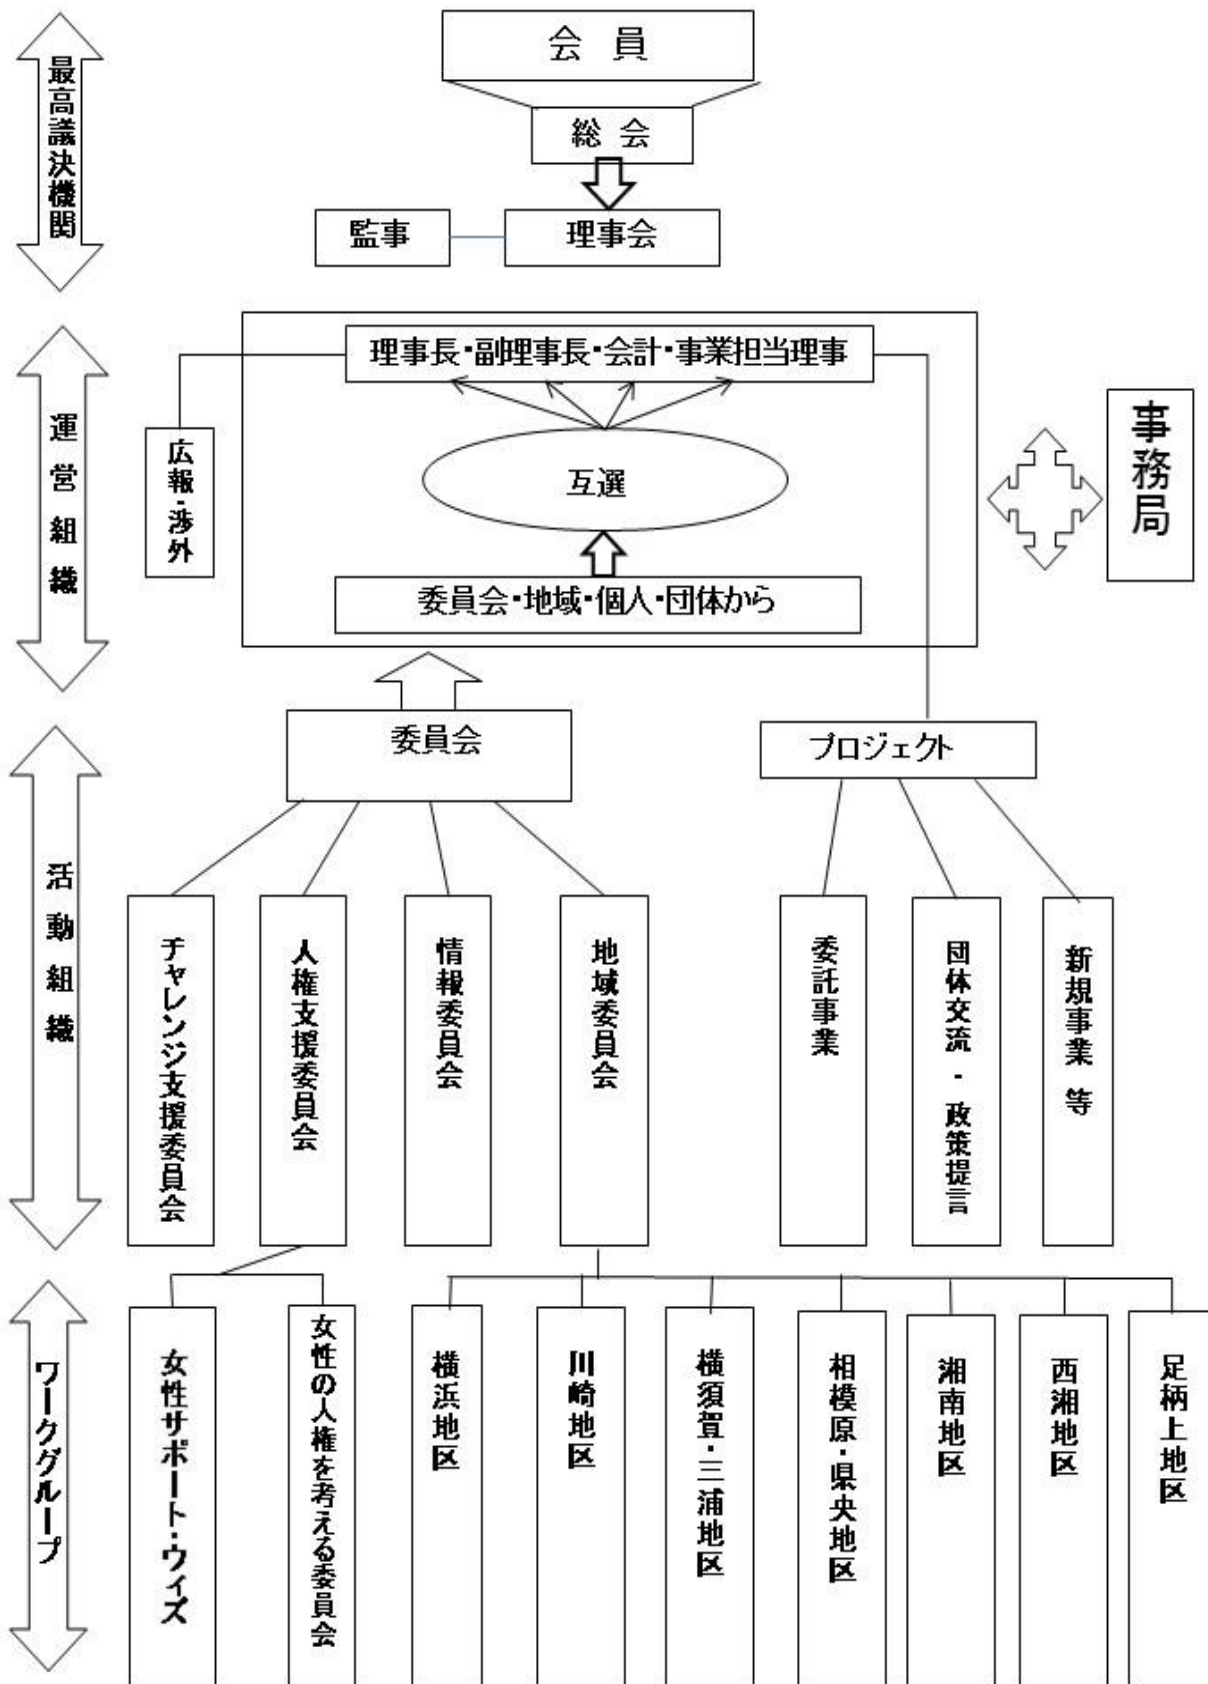 最高議決機関
会員
総会
監事
理事会
運営組織
理事長・副理事長・会計・事業担当理事
広報・渉外
互選
委員会・地域・個人・団体から
事務局
活動組織
委員会
プロジェクト
チャレンジ支援委員会
人権支援委員会
情報委員会
地域委員会
委託事業
団体交流・政策提言
新規事業 等
ワークグループ
女性サポート・ウィズ
女性の人権を考える委員会
横浜地区
川崎地区
横須賀・三浦地区
相模原・県央地区
湘南地区
西湘地区
足柄上地区